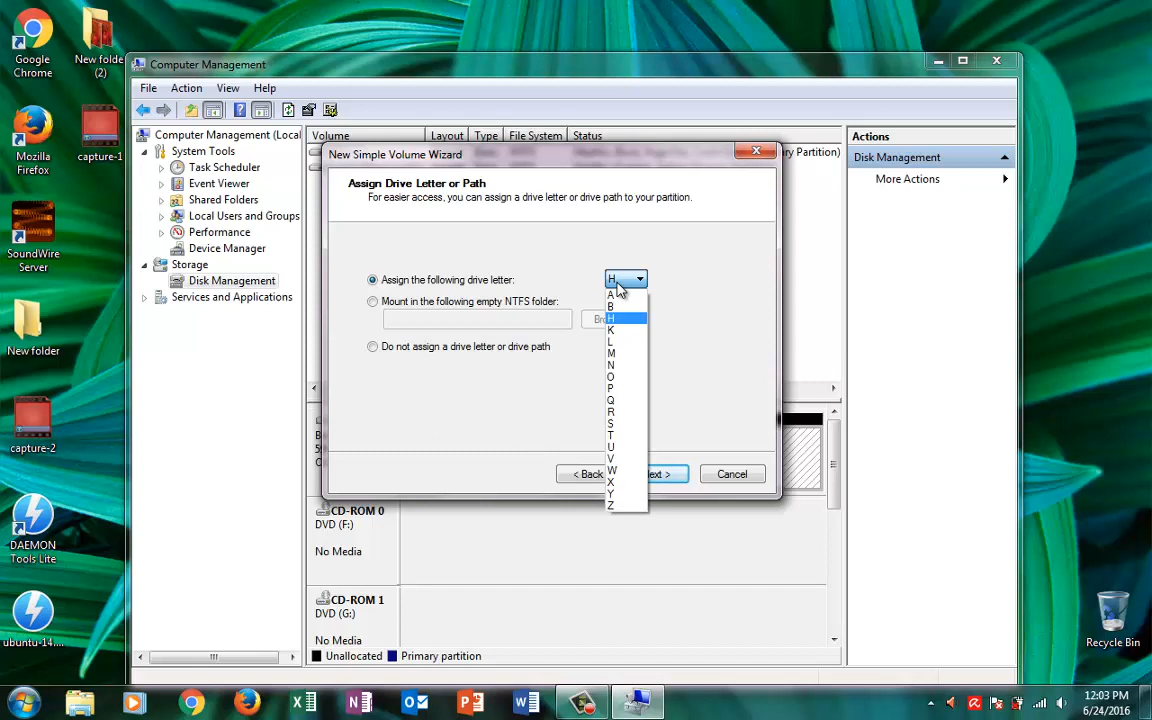 Google
Chrome
New folde
(2)
Mozilla
Firefox
capture-1
SoundWire
Server
New folder
capture-2
DAEMON
Tools Lite
ubuntu-14....
Recycle Bin
Computer Management
File Action View Help
Computer Management (Local
System Tools
Task Scheduler
Event Viewer
Shared Folders
Local Users and Groups
Performance
Device Manager
Storage
Disk Management
Services and Applications
Volume Layout Type File System Status
ry Partition)
Actions
Disk Management
More Actions
New Simple Volume Wizard
Assign Drive Letter or Path
For easier access, you can assign a drive letter or drive path to your partition.
Assign the following drive letter:
H
Mount in the following empty NTFS folder:
Br
Do not assign a drive letter or drive path
A
B
H
K
L
M
N
O
P
Q
R
S
T
U
V
W
X
Y
Z
< Back
ext >
Cancel
CD-ROM 0
DVD (F:)
No Media
CD-ROM 1
DVD (G:)
No Media
Unallocated Primary partition
12:03 PM
6/24/2016